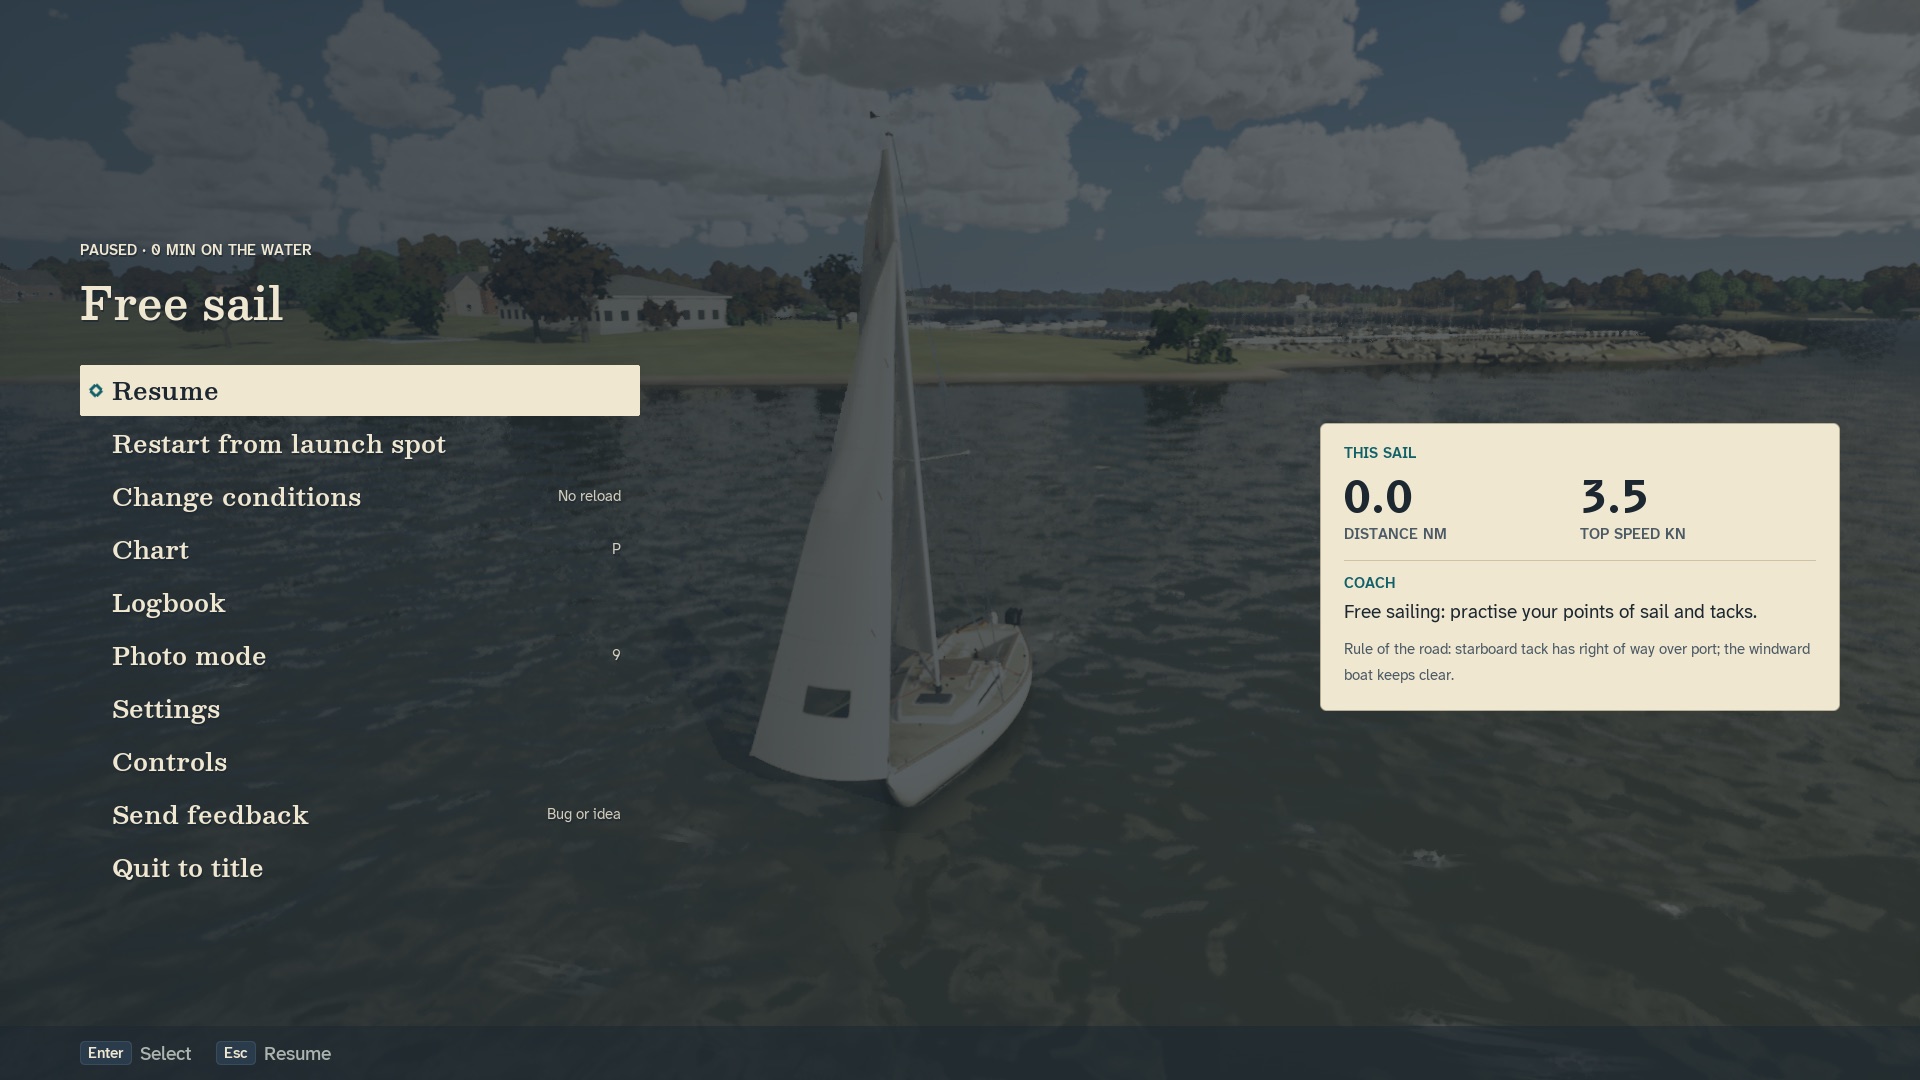 PAUSED · 0 MIN ON THE WATER
Free sail
Resume
Restart from launch spot
Change conditions No reload
Chart P
Logbook
Photo mode 9
Settings
Controls
Send feedback Bug or idea
Quit to title
THIS SAIL
0.0 3.5
DISTANCE NM TOP SPEED KN
COACH
Free sailing: practise your points of sail and tacks.
Rule of the road: starboard tack has right of way over port; the windward
boat keeps clear.
Enter Select Esc Resume